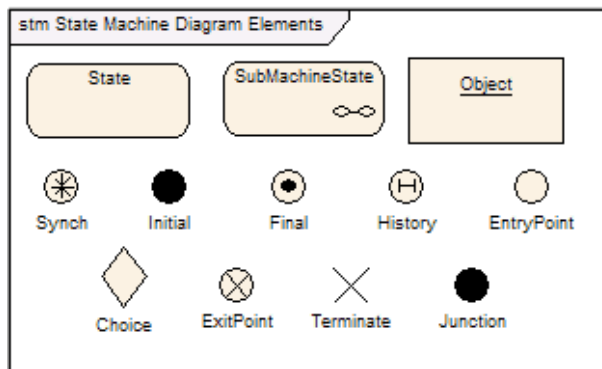 stm State Machine Diagram Elements
State
SubMachineState
Object
Synch
Initial
Final
History
EntryPoint
Choice
ExitPoint
Terminate
Junction